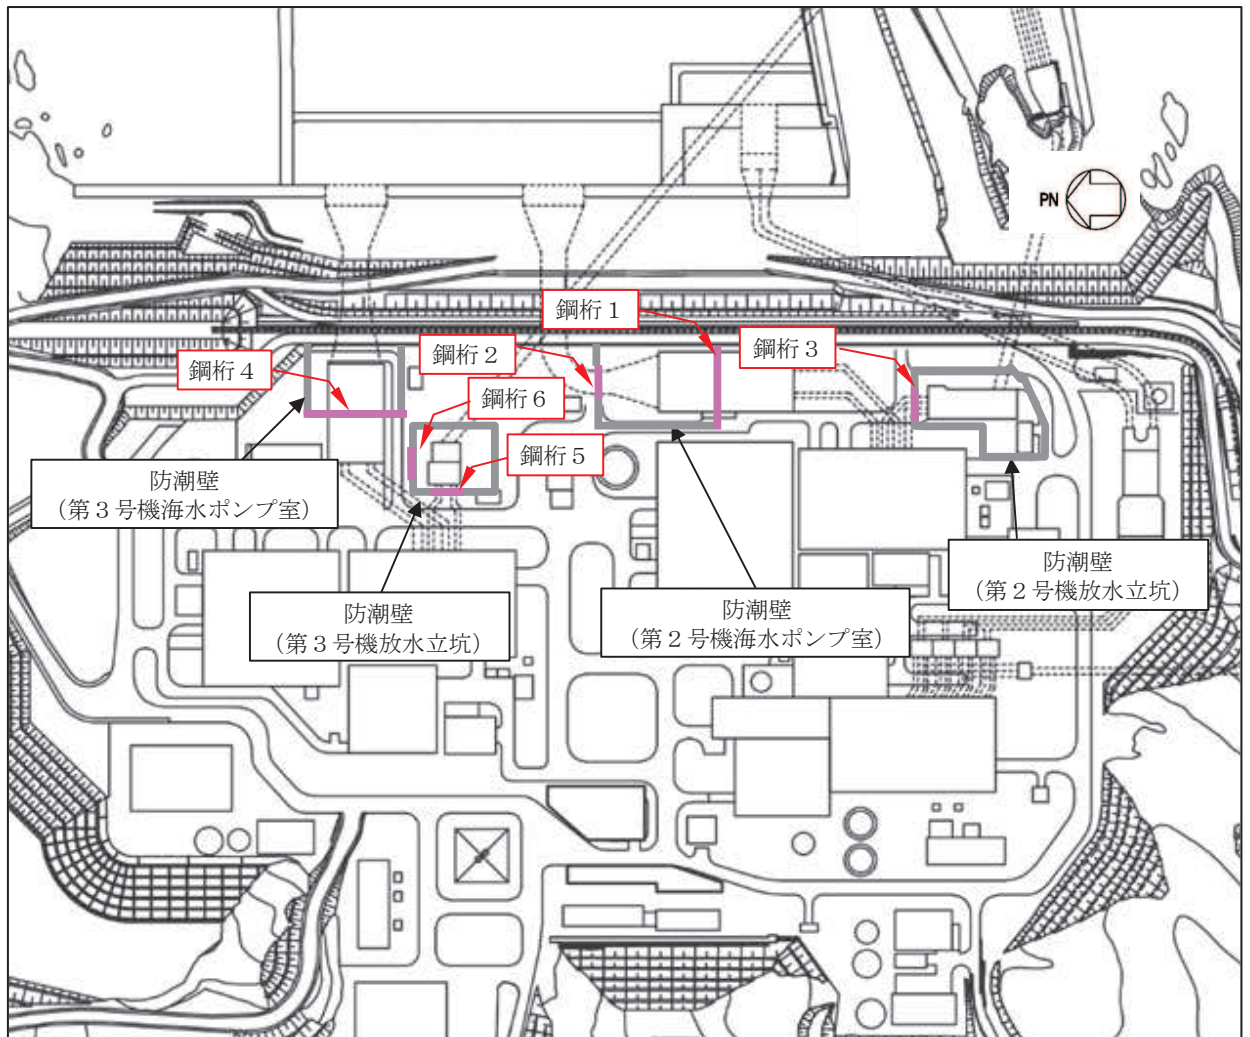 PN
鋼桁１
鋼桁２
鋼桁３
鋼桁４
鋼桁６
鋼桁５
防潮壁
（第３号機海水ポンプ室）
防潮壁
（第２号機放水立坑）
防潮壁
（第３号機放水立坑）
防潮壁
（第２号機海水ポンプ室）